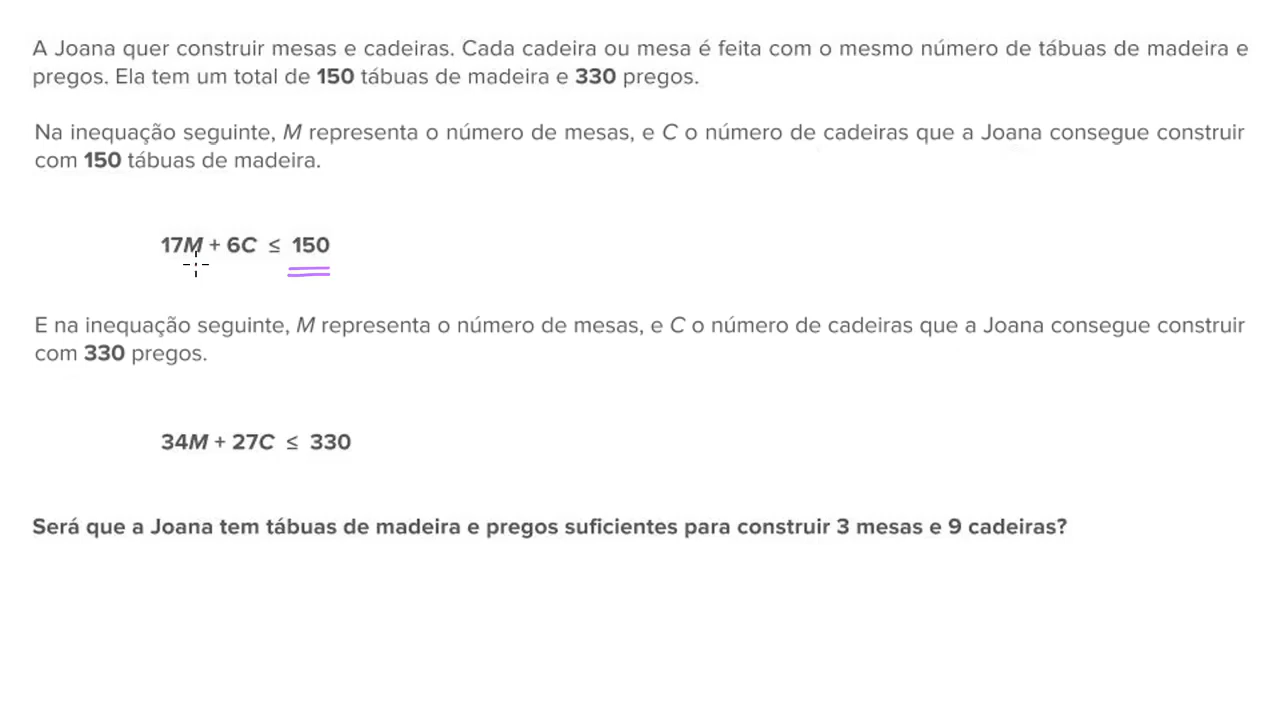 A Joana quer construir mesas e cadeiras. Cada cadeira ou mesa é feita com o mesmo número de tábuas de madeira e
pregos. Ela tem um total de 150 tábuas de madeira e 330 pregos.
Na inequação seguinte, M representa o número de mesas, e C o número de cadeiras que a Joana consegue construir
com 150 tábuas de madeira.
17M + 6C ≤ 150
E na inequação seguinte, M representa o número de mesas, e C o número de cadeiras que a Joana consegue construir
com 330 pregos.
34M + 27C ≤ 330
Será que a Joana tem tábuas de madeira e pregos suficientes para construir 3 mesas e 9 cadeiras?